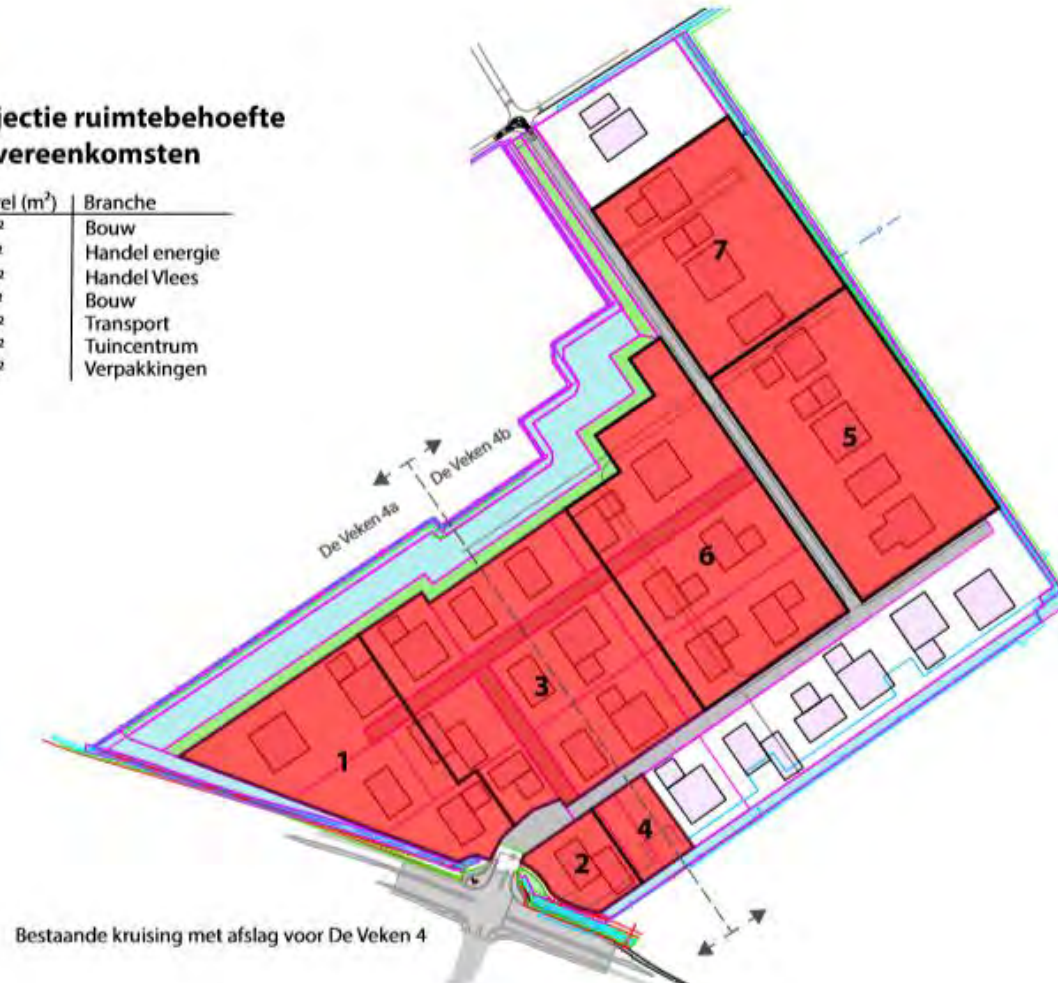 jectie ruimtebehoefte
vereenkomsten
el (m²) Branche
Bouw
Handel energie
Handel Vlees
Bouw
Transport
Tuincentrum
Verpakkingen
De Veken 4a
De Veken 4b
7
5
6
3
1
4
2
Bestaande kruising met afslag voor De Veken 4